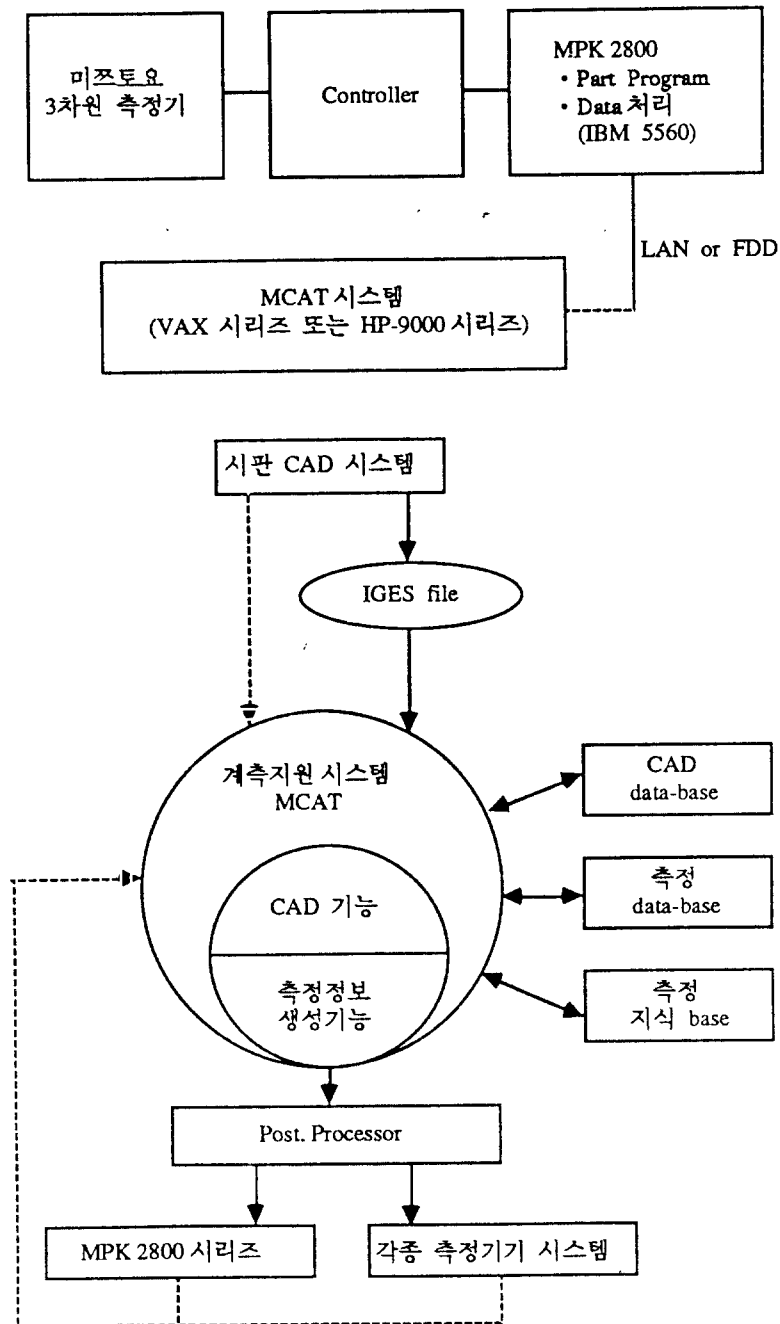 미쯔토요
3차원 측정기
Controller
MPK 2800
• Part Program
• Data 처리
(IBM 5560)
LAN or FDD
MCAT 시스템
(VAX 시리즈 또는 HP-9000 시리즈)
시판 CAD 시스템
IGES file
계측지원 시스템
MCAT
CAD
data-base
측정
data-base
측정
지식 base
CAD 기능
측정정보
생성기능
Post. Processor
MPK 2800 시리즈
각종 측정기기 시스템